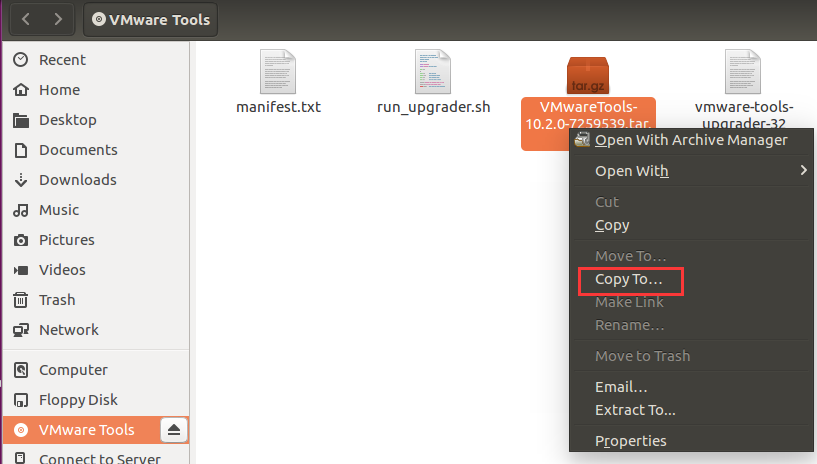 VMware Tools
Recent
Home
Desktop
Documents
Downloads
Music
Pictures
Videos
Trash
Network
Computer
Floppy Disk
VMware Tools
Connect to Server
manifest.txt
run_upgrader.sh
tar.gz
VMwareTools-
10.2.0-7259539.tar.
vmware-tools-
upgrader-32
Open With Archive Manager
Open With
Cut
Copy
Move To...
Copy To...
Make Link
Rename...
Move to Trash
Email...
Extract To...
Properties